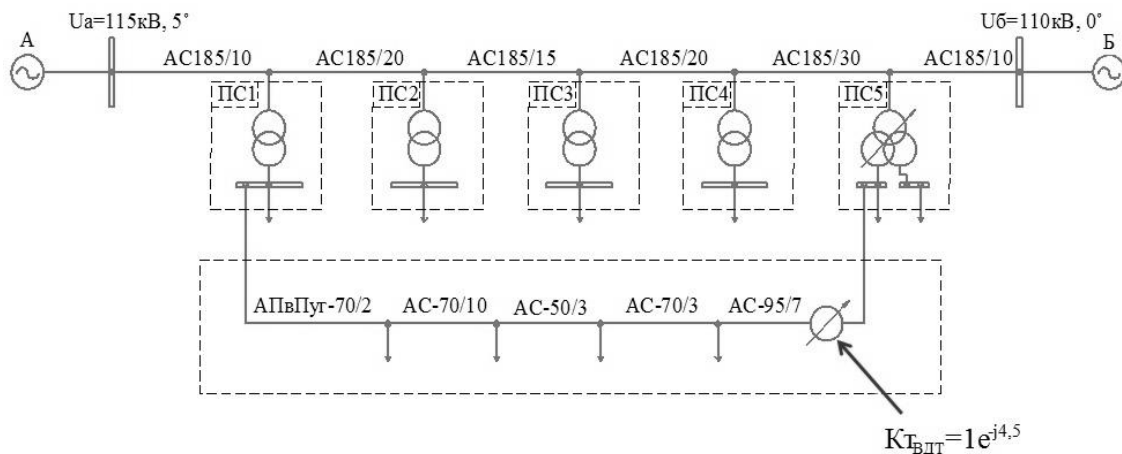 Uа=115кВ, 5˚
Uб=110кВ, 0˚
А
Б
АС185/10
АС185/20
АС185/15
АС185/20
АС185/30
АС185/10
ПС1
ПС2
ПС3
ПС4
ПС5
АПвПуг-70/2
АС-70/10
АС-50/3
АС-70/3
АС-95/7
КтВДТ=1e-j4,5